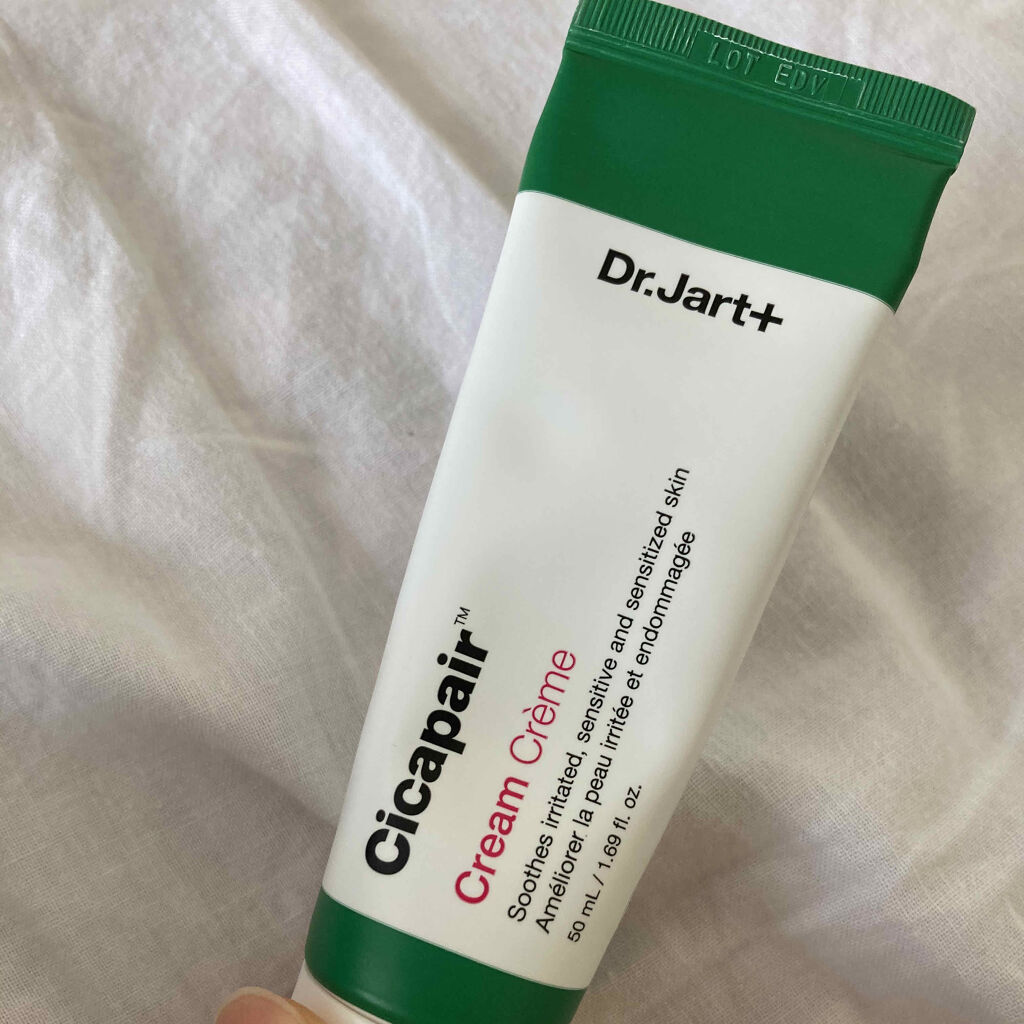 LOT EDV
Dr.Jart+
Cicapair™
Cream Crème
Soothes irritated, sensitive and sensitized skin
Améliorer la peau irritée et endommagée
50 mL / 1.69 fl. oz.